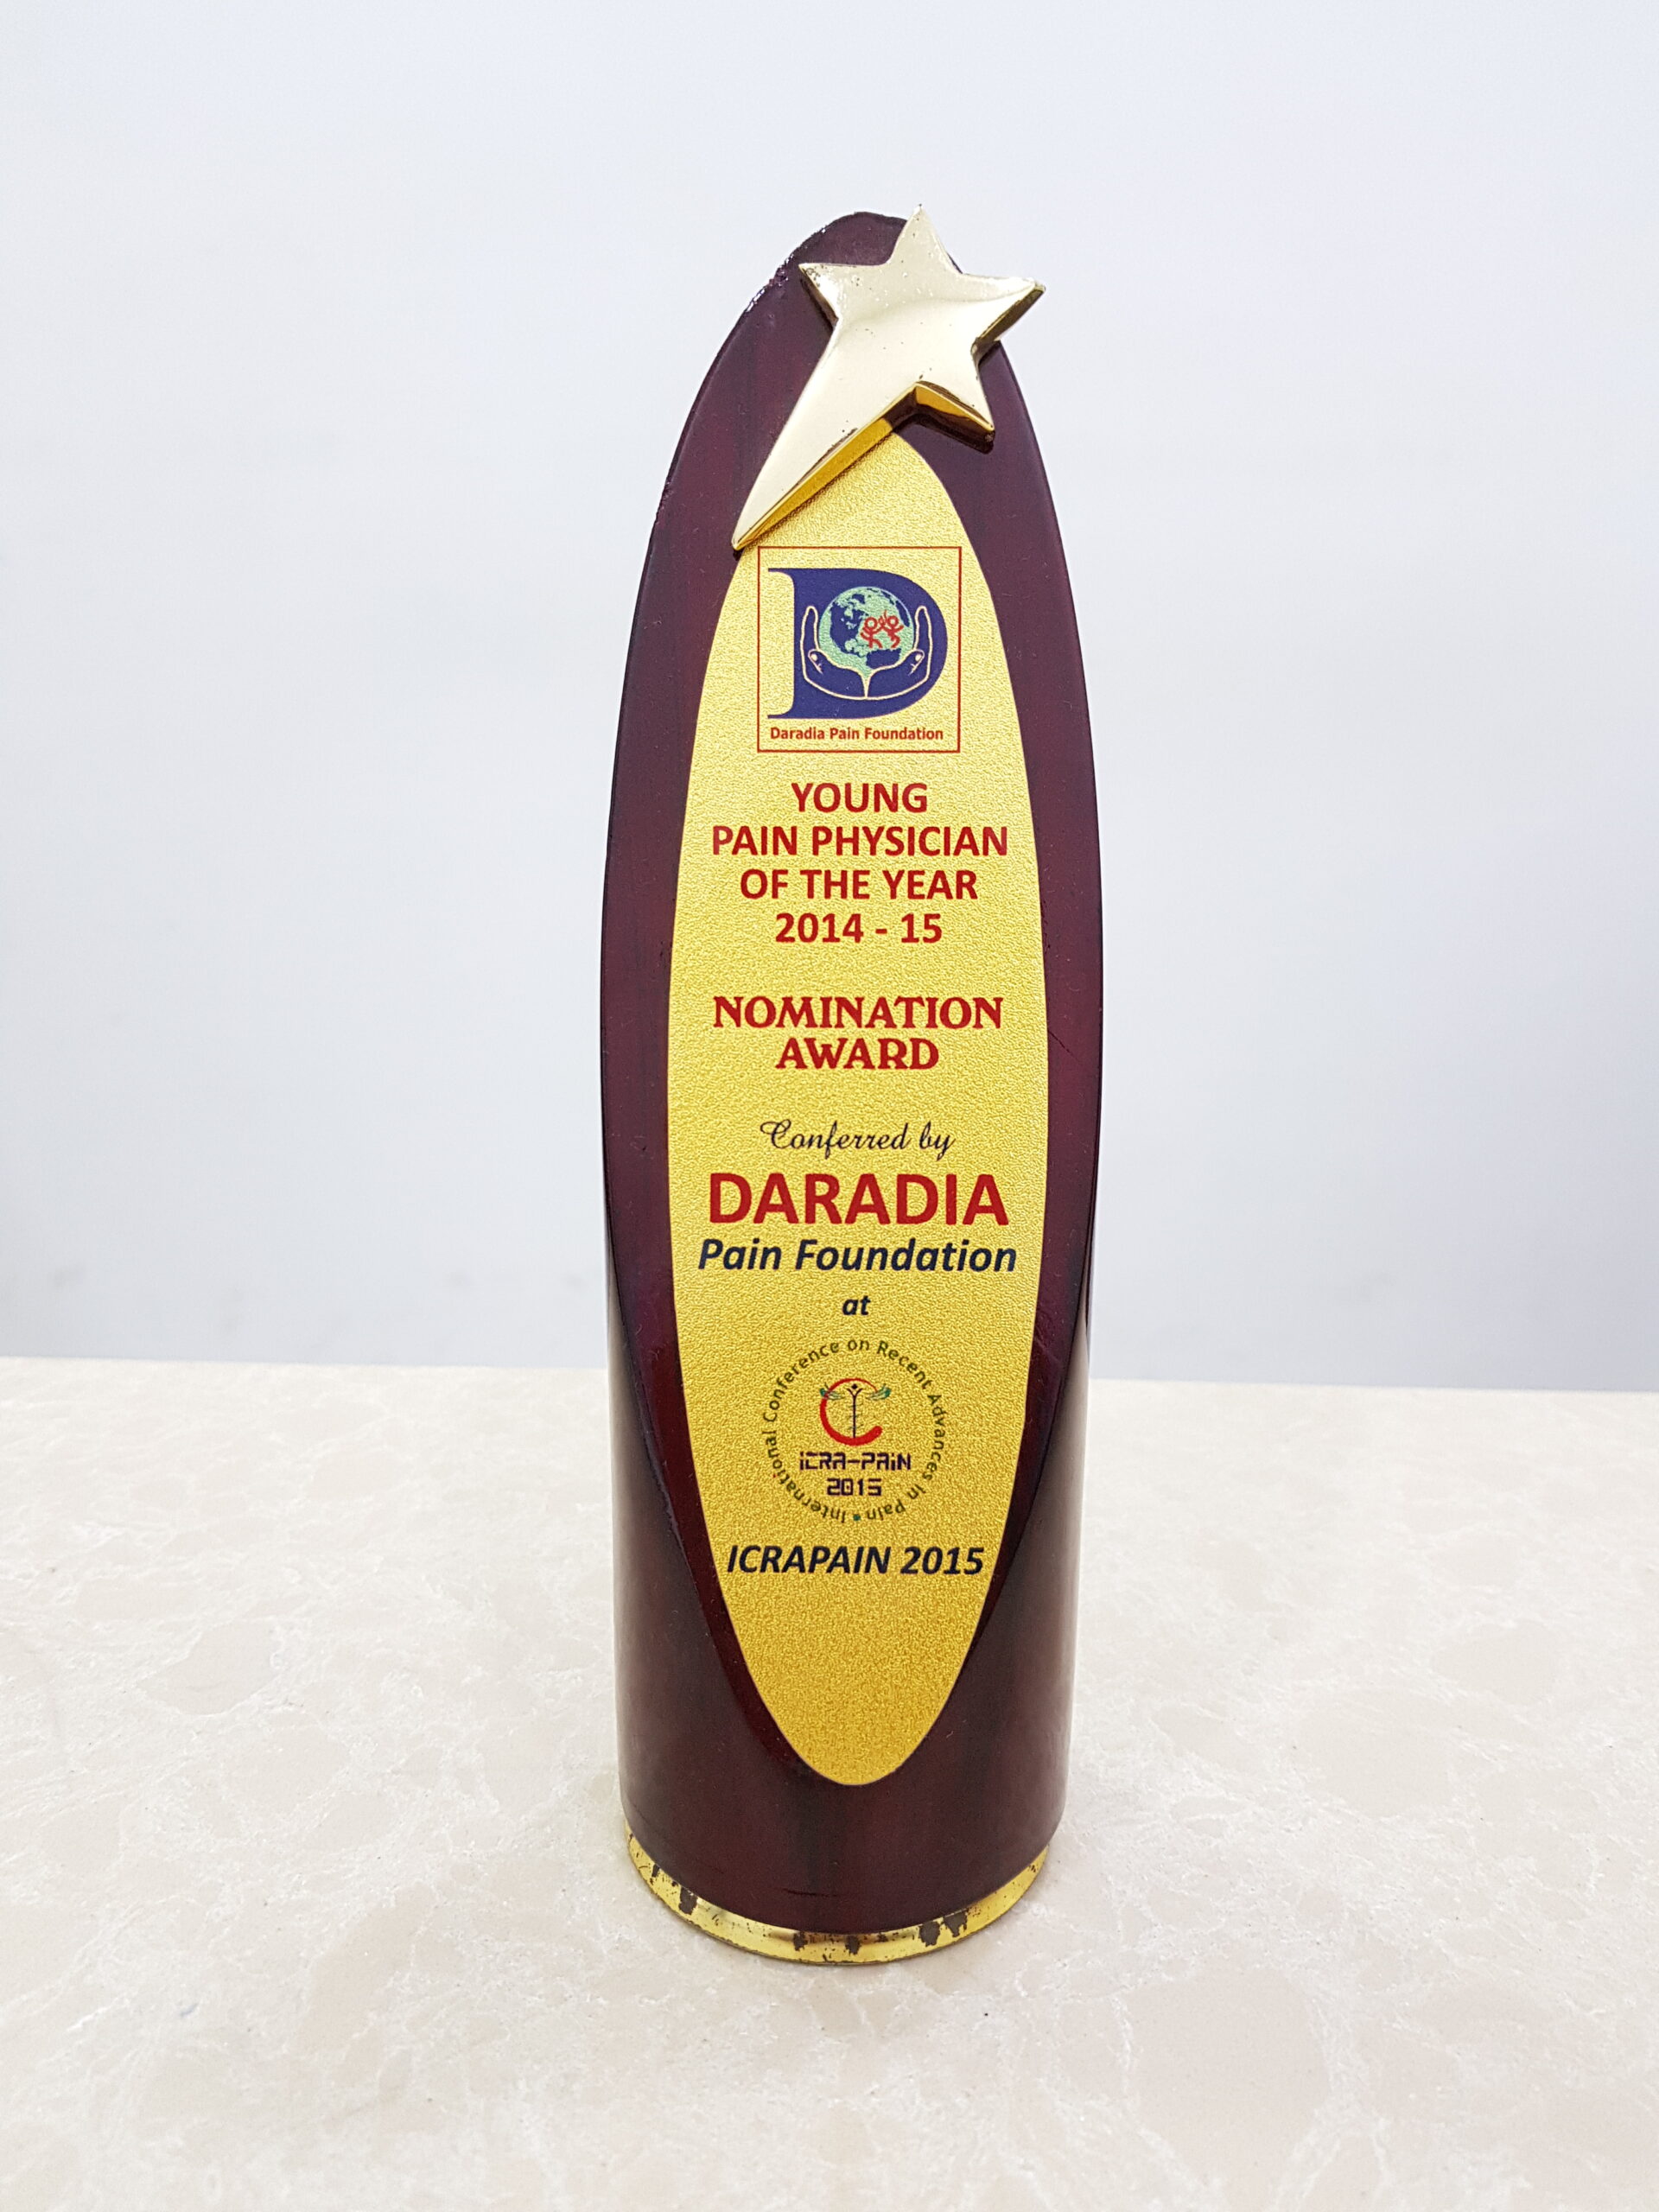 Daradia Pain Foundation
YOUNG
PAIN PHYSICIAN
OF THE YEAR
2014 - 15
NOMINATION
AWARD
Conferred by
DARADIA
Pain Foundation
at
International Conference on Recent Advances in Pain
iCRA-PAiN
2015
ICRAPAIN 2015